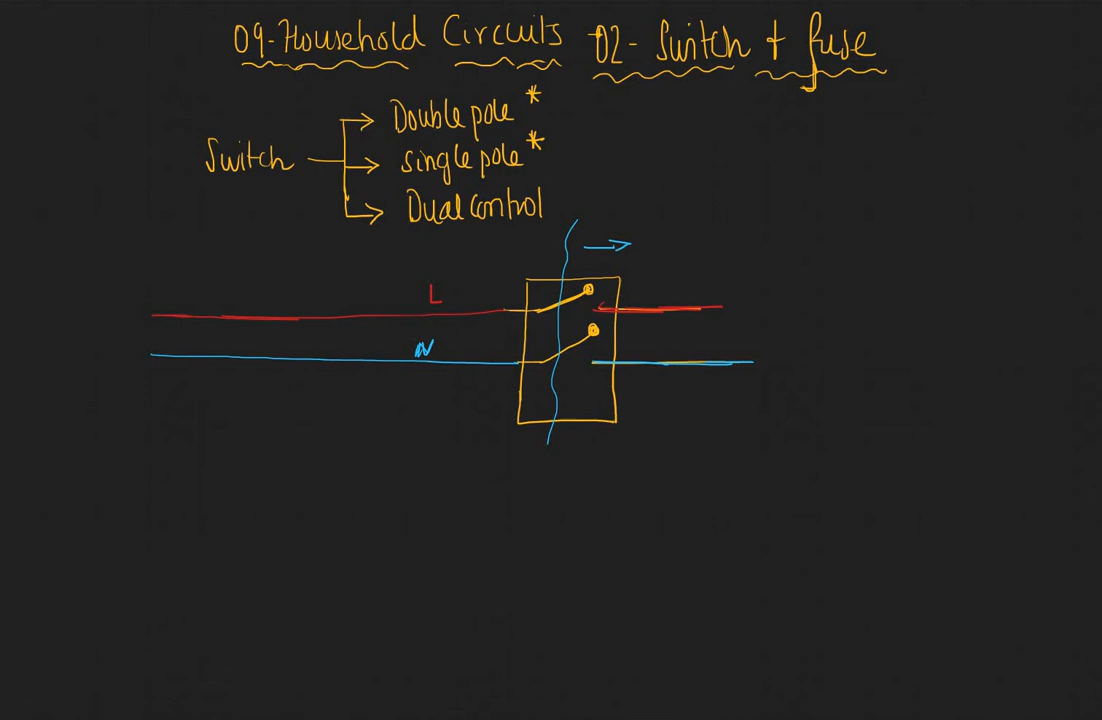 09-Household Circuits 02- Switch + fuse
Switch
Double pole *
single pole *
Dual Control
L
N